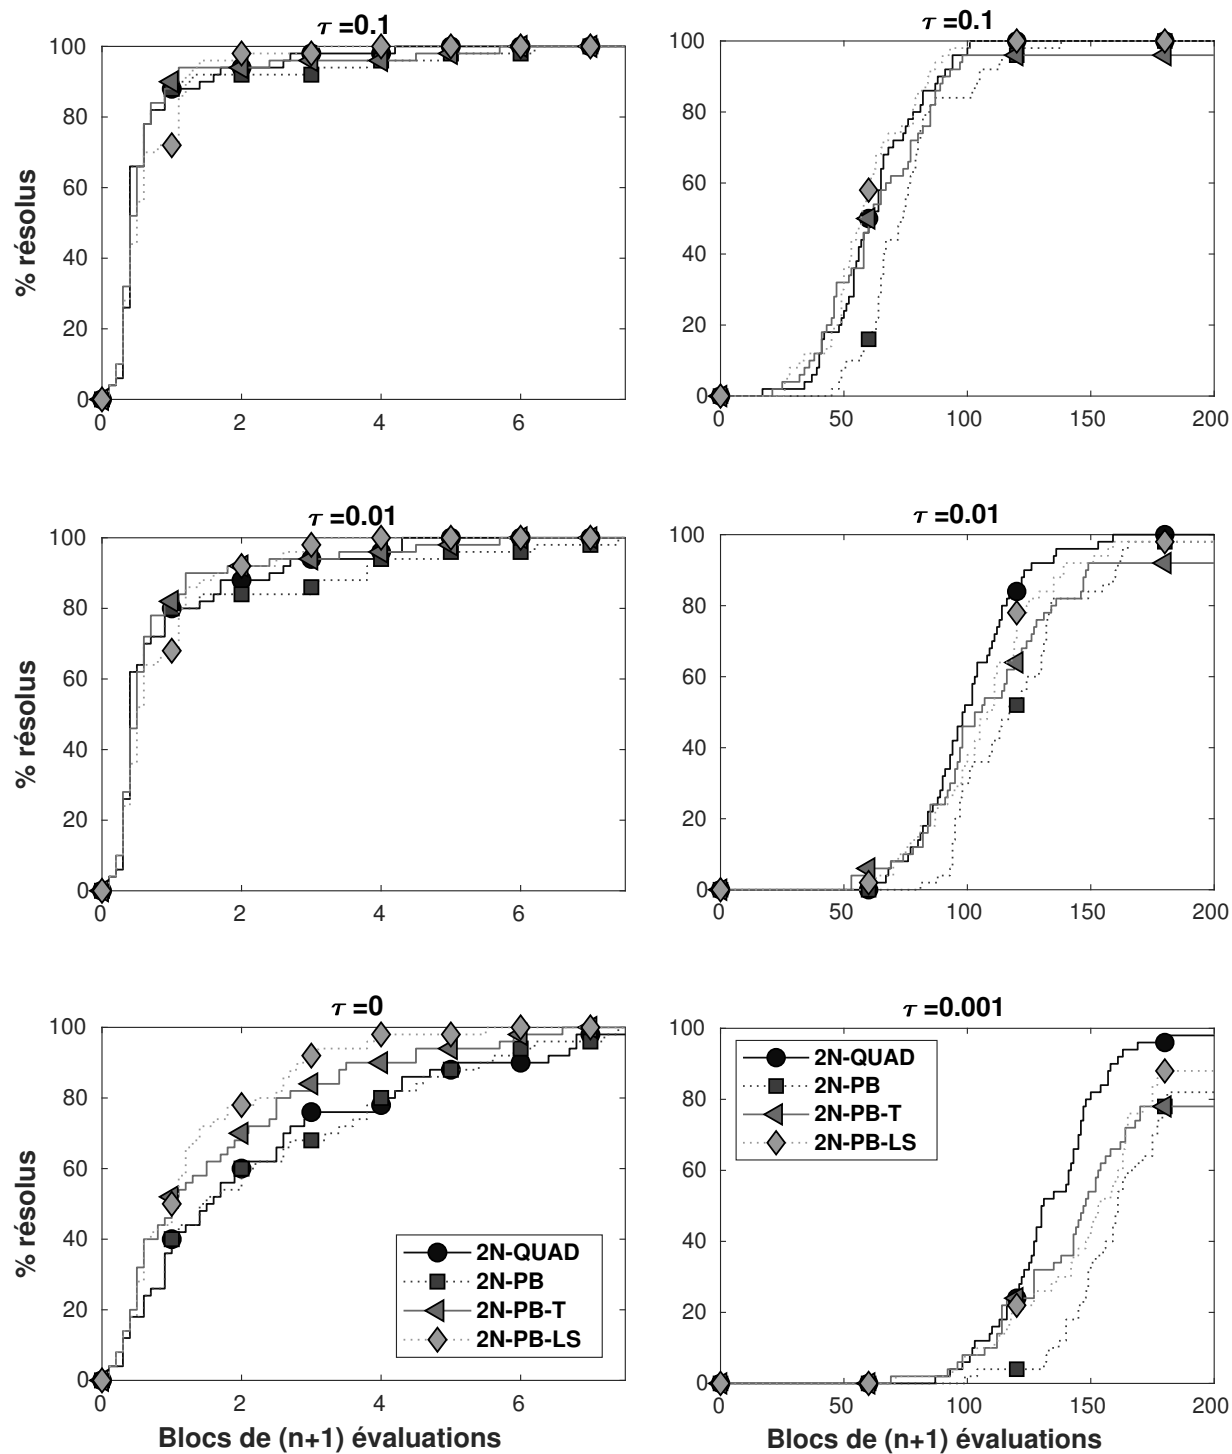 τ =0.1
100
80
60
40
20
0
% résolus
0 2 4 6
τ =0.1
100
80
60
40
20
0
0 50 100 150 200
τ =0.01
100
80
60
40
20
0
% résolus
0 2 4 6
τ =0.01
100
80
60
40
20
0
0 50 100 150 200
τ =0
100
80
60
40
20
0
% résolus
2N-QUAD
2N-PB
2N-PB-T
2N-PB-LS
0 2 4 6
Blocs de (n+1) évaluations
τ =0.001
100
80
60
40
20
0
2N-QUAD
2N-PB
2N-PB-T
2N-PB-LS
0 50 100 150 200
Blocs de (n+1) évaluations